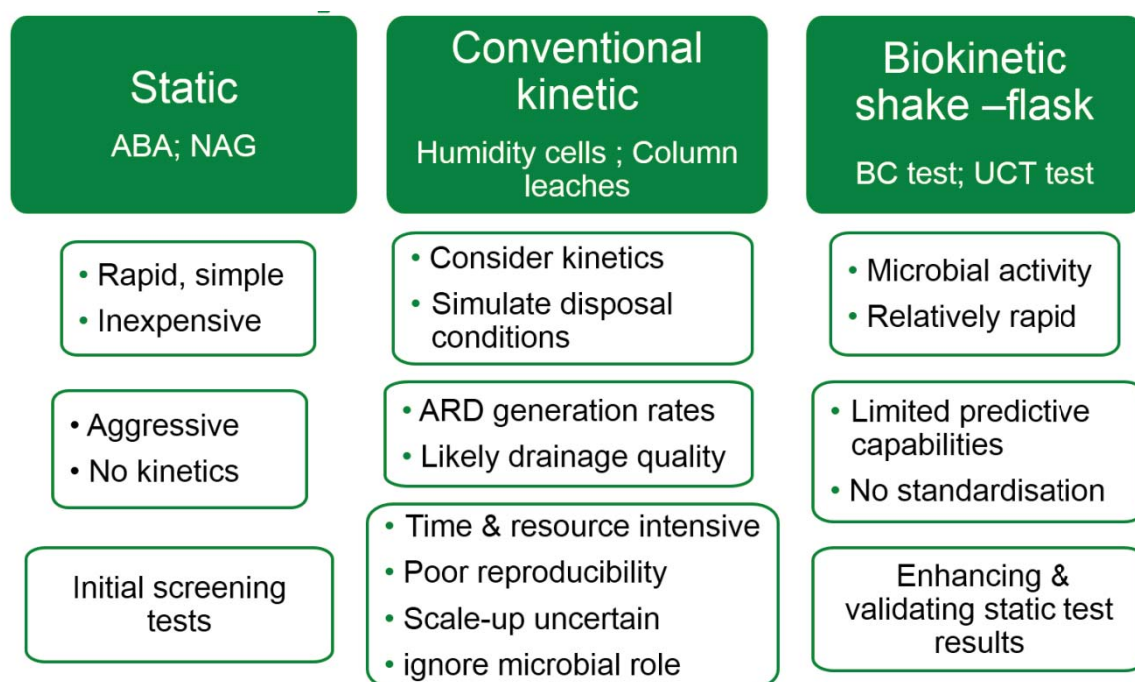 Static
ABA; NAG
• Rapid, simple
• Inexpensive
• Aggressive
• No kinetics
Initial screening
tests
Conventional
kinetic
Humidity cells ; Column
leaches
• Consider kinetics
• Simulate disposal
conditions
• ARD generation rates
• Likely drainage quality
• Time & resource intensive
• Poor reproducibility
• Scale-up uncertain
• ignore microbial role
Biokinetic
shake –flask
BC test; UCT test
• Microbial activity
• Relatively rapid
• Limited predictive
capabilities
• No standardisation
Enhancing &
validating static test
results